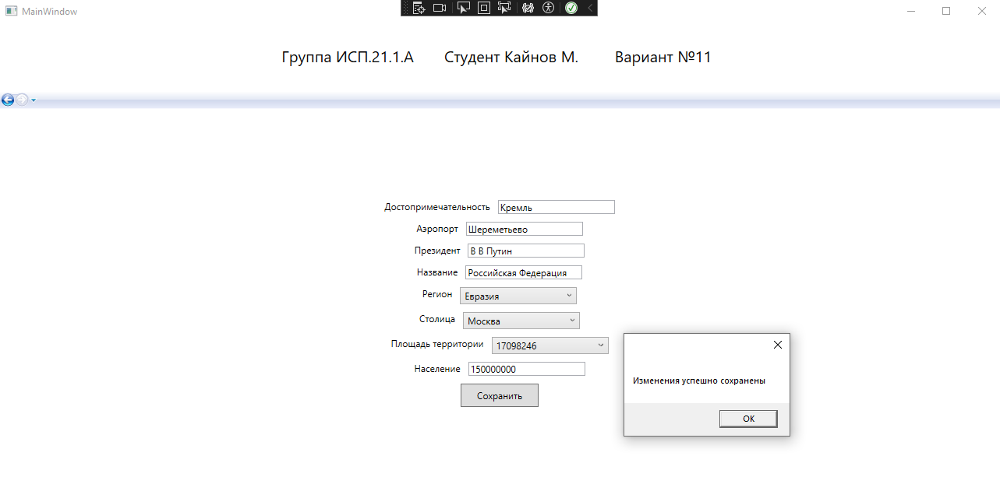 MainWindow
Группа ИСП.21.1.А Студент Кайнов М. Вариант №11
Достопримечательность Кремль
Аэропорт Шереметьево
Президент В В Путин
Название Российская Федерация
Регион Евразия
Столица Москва
Площадь территории 17098246
Население 150000000
Сохранить
Изменения успешно сохранены
OK